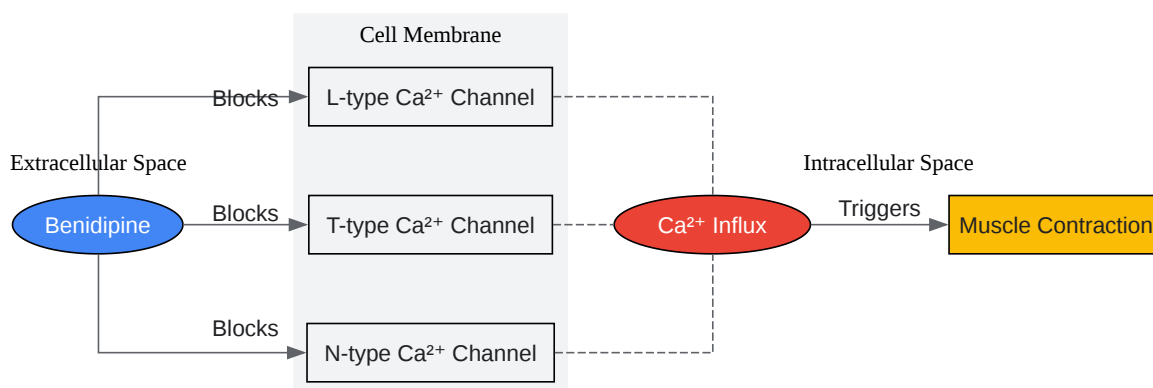 Cell Membrane
Blocks
L-type Ca²⁺ Channel
Extracellular Space
Intracellular Space
Benidipine
Blocks
T-type Ca²⁺ Channel
Ca²⁺ Influx
Triggers
Muscle Contraction
Blocks
N-type Ca²⁺ Channel